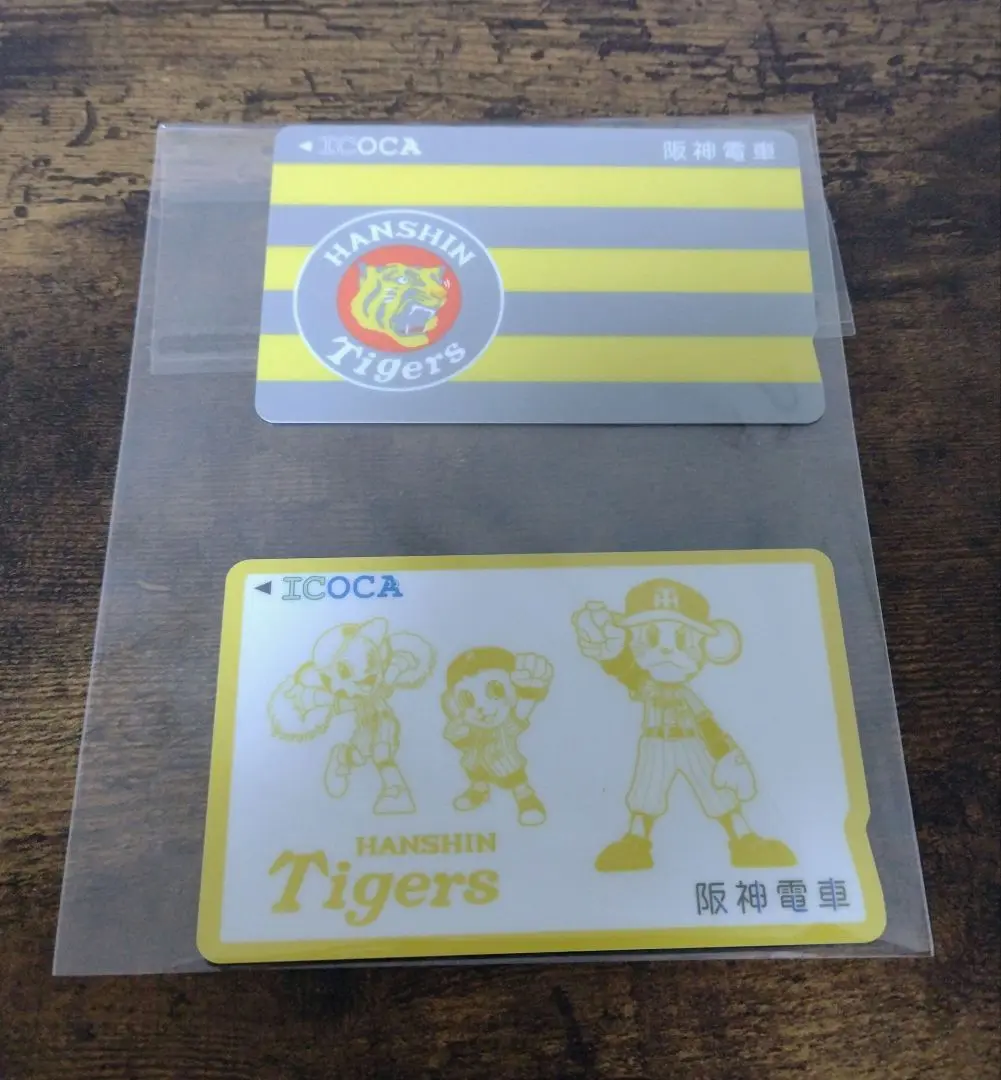 ◀ ICOCA 阪神電車
HANSHIN
Tigers
◀ ICOCA
HANSHIN
Tigers
阪神電車